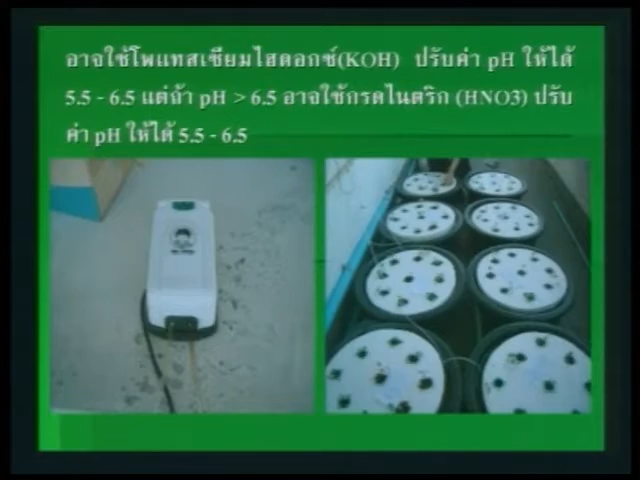 อาจใช้โพแทสเซียมไฮดอกซ์(KOH) ปรับค่า pH ให้ได้
5.5 - 6.5 แต่ถ้า pH > 6.5 อาจใช้กรดไนตริก (HNO3) ปรับ
ค่า pH ให้ได้ 5.5 - 6.5